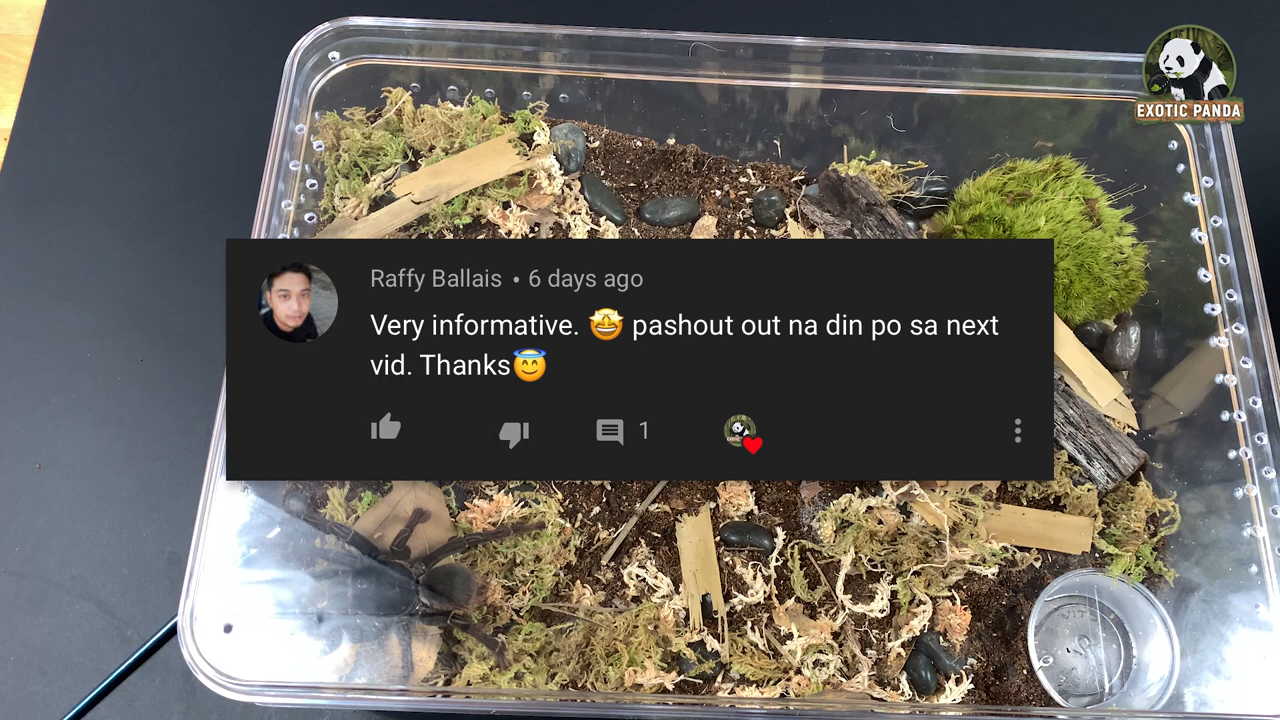 EXOTIC PANDA
Raffy Ballais • 6 days ago
Very informative. 🤩 pashout out na din po sa next
vid. Thanks😇
1